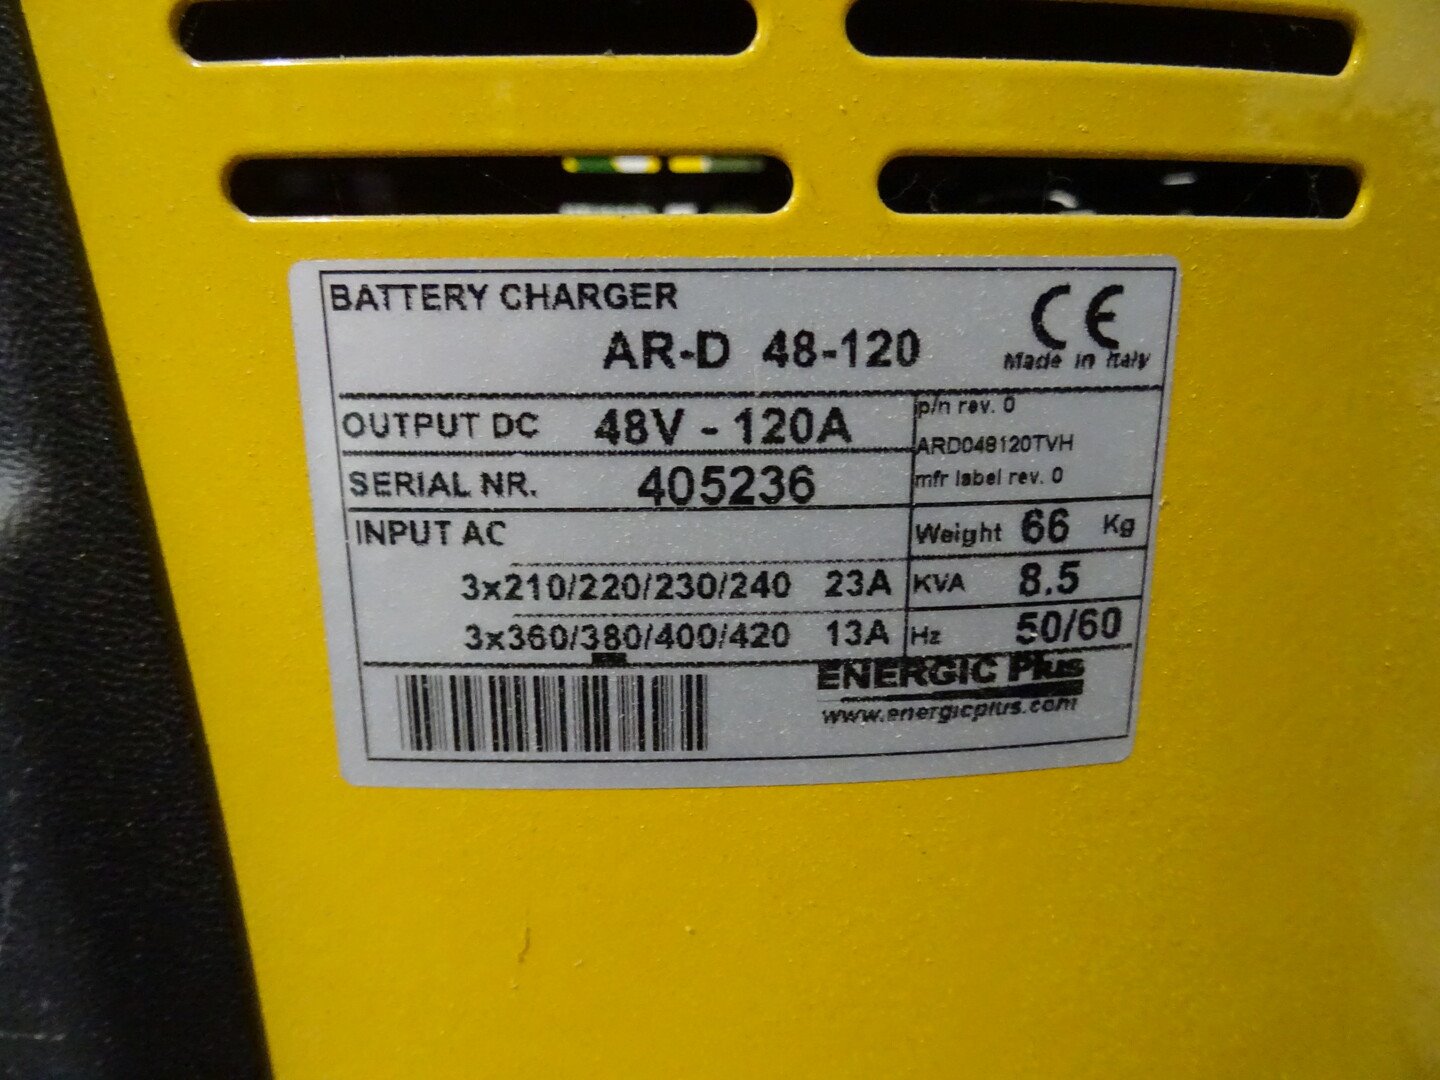 BATTERY CHARGER
AR-D 48-120
CE
Made in Italy
OUTPUT DC 48V - 120A
p/n rev. 0
ARD048120TVH
SERIAL NR. 405236
mfr label rev. 0
INPUT AC
Weight 66 Kg
3x210/220/230/240 23A
KVA 8.5
3x360/380/400/420 13A
Hz 50/60
ENERGIC Plus
www.energicplus.com